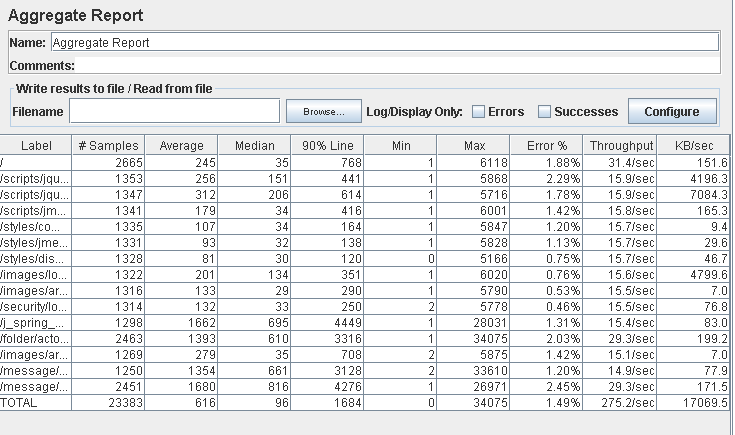 Aggregate Report
Name: Aggregate Report
Comments:
Write results to file / Read from file
Filename Browse... Log/Display Only: Errors Successes Configure
Label # Samples Average Median 90% Line Min Max Error % Throughput KB/sec
/ 2665 245 35 768 1 6118 1.88% 31.4/sec 151.6
/scripts/jqu... 1353 256 151 441 1 5868 2.29% 15.9/sec 4196.3
/scripts/jqu... 1347 312 206 614 1 5716 1.78% 15.9/sec 7084.3
/scripts/jm... 1341 179 34 416 1 6001 1.42% 15.8/sec 165.3
/styles/co... 1335 107 34 164 1 5847 1.20% 15.7/sec 9.4
/styles/jme... 1331 93 32 138 1 5828 1.13% 15.7/sec 29.6
/styles/dis... 1328 81 30 120 0 5166 0.75% 15.7/sec 46.7
/images/lo... 1322 201 134 351 1 6020 0.76% 15.6/sec 4799.6
/images/ar... 1316 133 29 290 1 5790 0.53% 15.5/sec 7.0
/security/lo... 1314 132 33 250 2 5778 0.46% 15.5/sec 76.8
/j_spring_... 1298 1662 695 4449 1 28031 1.31% 15.4/sec 83.0
/folder/acto... 2463 1393 610 3316 1 34075 2.03% 29.3/sec 199.2
/images/ar... 1269 279 35 708 2 5875 1.42% 15.1/sec 7.0
/message/... 1250 1354 661 3128 2 33610 1.20% 14.9/sec 77.9
/message/... 2451 1680 816 4276 1 26971 2.45% 29.3/sec 171.5
TOTAL 23383 616 96 1684 0 34075 1.49% 275.2/sec 17069.5